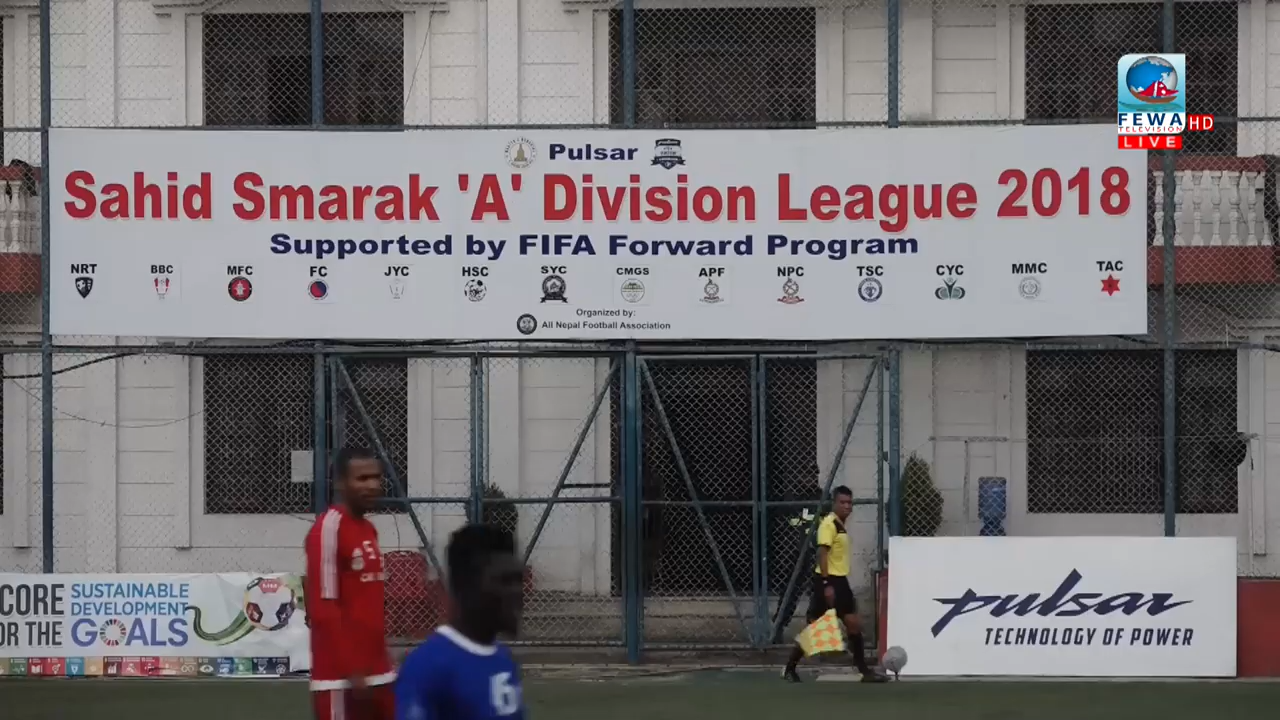 FEWA HD
TELEVISION
LIVE
Pulsar
Sahid Smarak 'A' Division League 2018
Supported by FIFA Forward Program
NRT BBC MFC FC JYC HSC SYC CMGS APF NPC TSC CYC MMC TAC
Organized by:
All Nepal Football Association
CORE
OR THE
SUSTAINABLE
DEVELOPMENT
GOALS
pulsar
TECHNOLOGY OF POWER
5
6